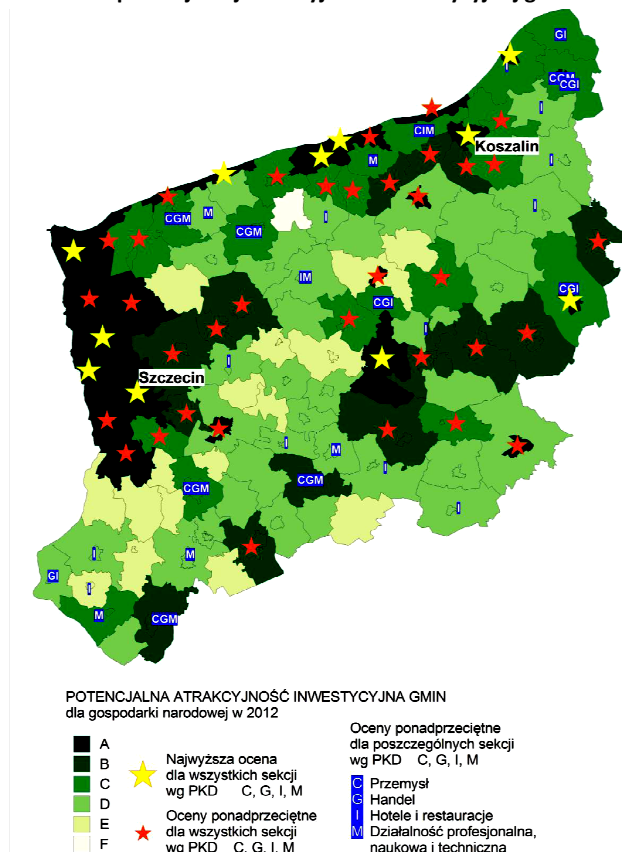 GI
I
CGM
CGI
I
CIM
Koszalin
M
I
I
M
CGM
I
CGM
IM
CGI
CGI
I
Szczecin
I
I
M
I
CGM
CGM
I
I
M
GI
I
M
CGM
POTENCJALNA ATRAKCYJNOŚĆ INWESTYCYJNA GMIN
dla gospodarki narodowej w 2012
A
B
C
D
E
F
Najwyższa ocena
dla wszystkich sekcji
wg PKD C, G, I, M
Oceny ponadprzeciętne
dla wszystkich sekcji
wg PKD C, G, I, M
Oceny ponadprzeciętne
dla poszczególnych sekcji
wg PKD C, G, I, M
C Przemysł
G Handel
I Hotele i restauracje
M Działalność profesjonalna,
naukowa i techniczna